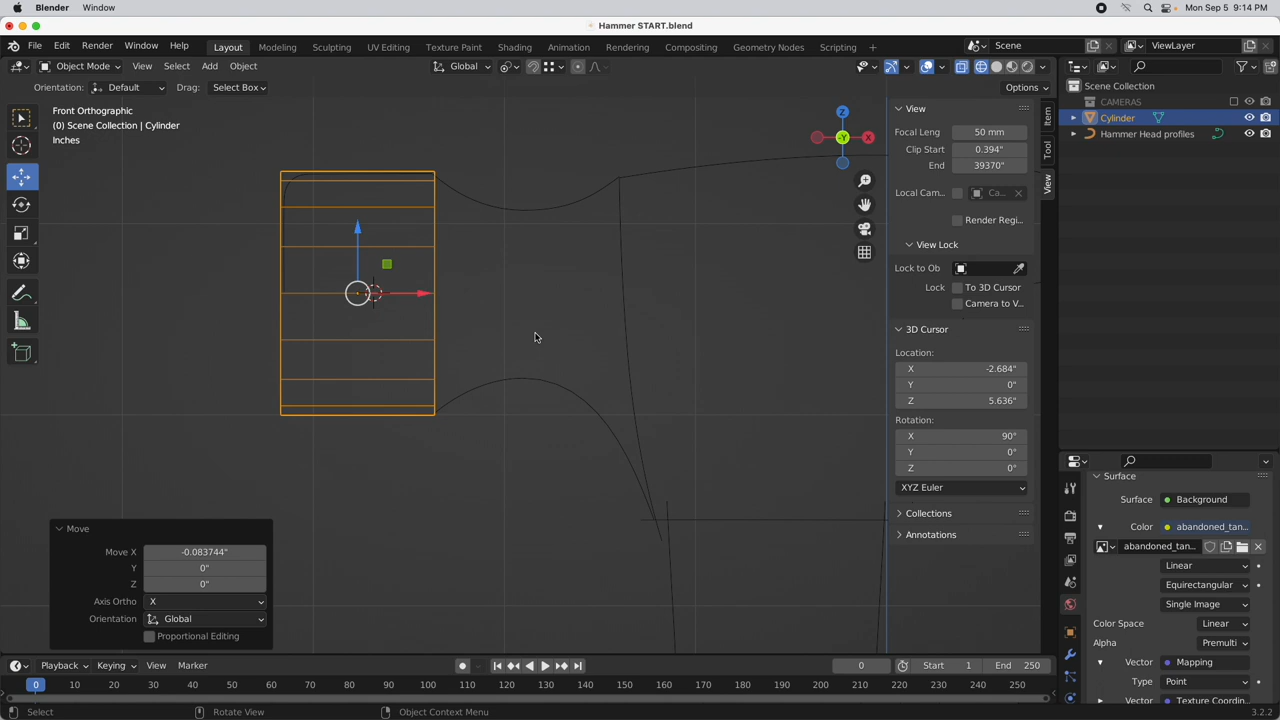 Blender Window Mon Sep 5 9:14 PM
Hammer START.blend
File Edit Render Window Help Layout Modeling Sculpting UV Editing Texture Paint Shading Animation Rendering Compositing Geometry Nodes Scripting + Scene ViewLayer
Object Mode View Select Add Object Global
Orientation: Default Drag: Select Box Options
Front Orthographic
(0) Scene Collection | Cylinder
Inches
Z
X
-Y
View
Focal Leng 50 mm
Clip Start 0.394"
End 39370"
Local Cam... Ca...
Render Regi...
View Lock
Lock to Ob
Lock To 3D Cursor
Camera to V...
3D Cursor
Location:
X -2.684"
Y 0"
Z 5.636"
Rotation:
X 90°
Y 0°
Z 0°
XYZ Euler
Collections
Annotations
Item
Tool
View
Scene Collection
CAMERAS
Cylinder
Hammer Head profiles
Surface
Surface Background
Color abandoned_tan...
abandoned_tan...
Linear
Equirectangular
Single Image
Color Space Linear
Alpha Premulti
Vector Mapping
Type Point
Vector Texture Coordin...
Move
Move X -0.083744"
Y 0"
Z 0"
Axis Ortho X
Orientation Global
Proportional Editing
Playback Keying View Marker 0 Start 1 End 250
0 10 20 30 40 50 60 70 80 90 100 110 120 130 140 150 160 170 180 190 200 210 220 230 240 250
Select Rotate View Object Context Menu 3.2.2